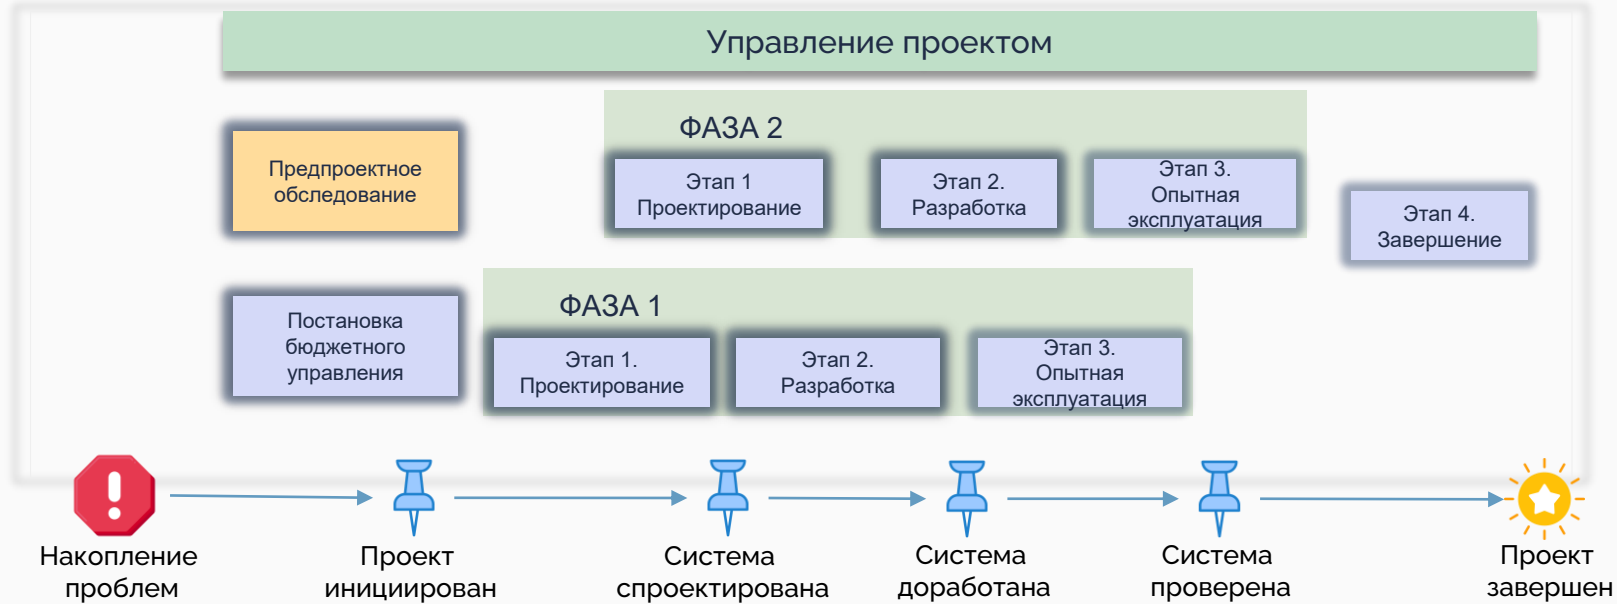 Управление проектом
ФАЗА 2
Предпроектное
обследование
Этап 1
Проектирование
Этап 2.
Разработка
Этап 3.
Опытная
эксплуатация
Этап 4.
Завершение
ФАЗА 1
Постановка
бюджетного
управления
Этап 1.
Проектирование
Этап 2.
Разработка
Этап 3.
Опытная
эксплуатация
Накопление
проблем
Проект
инициирован
Система
спроектирована
Система
доработана
Система
проверена
Проект
завершен